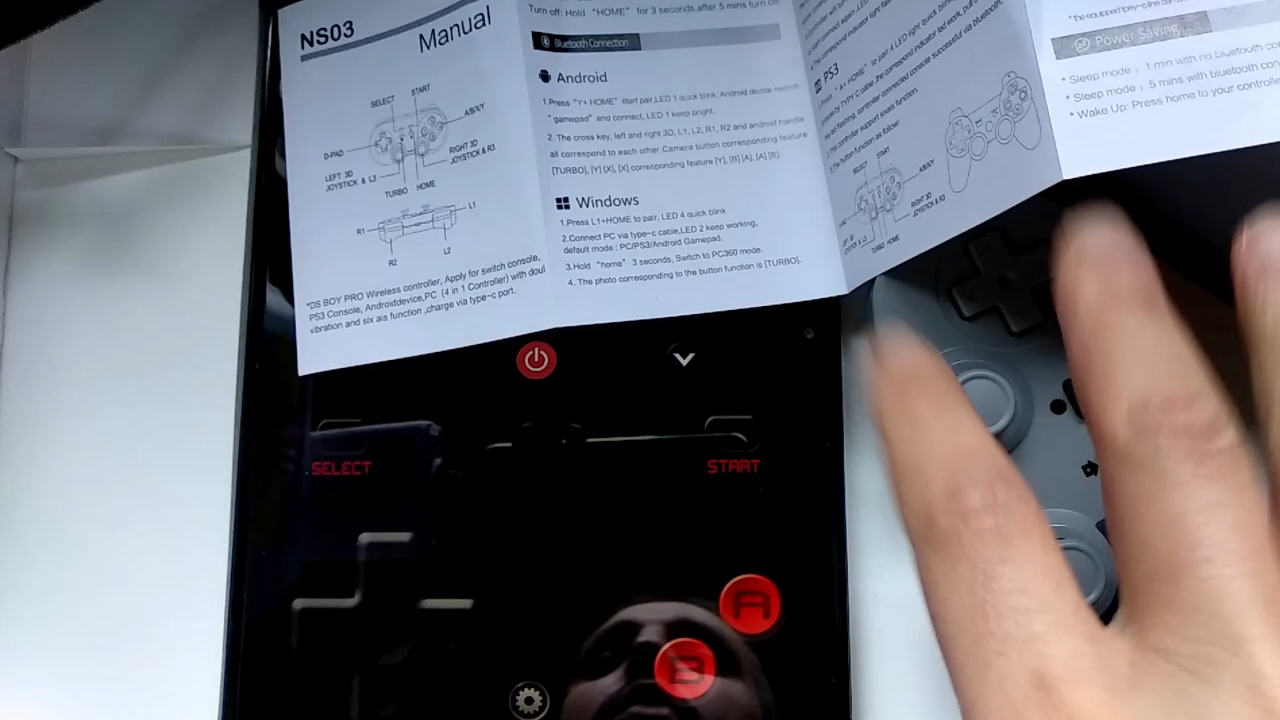 NS03
Manual
SELECT
START
A/B/X/Y
D-PAD
LEFT 3D
JOYSTICK & L3
RIGHT 3D
JOYSTICK & R3
TURBO
HOME
L1
R1
R2
L2
*DS BOY PRO Wireless controller, Apply for switch console,
PS3 Console, Androiddevice,PC (4 in 1 Controller) with doul
vibration and six ais function ,charge via type-c port.
Turn off: Hold “HOME” for 3 seconds,after 5 mins turn off
Bluetooth Connection
Android
1.Press “Y+ HOME” start pair,LED 1 quick blink, Android device search
“gamepad” and connect, LED 1 keep bright.
2. The cross key, left and right 3D, L1, L2, R1, R2 and android handle
all correspond to each other.Camera button corresponding feature
[TURBO], [Y] [X], [X] corresponding feature [Y], [B] [A], [A] [B].
Windows
1.Press L1+HOME to pair, LED 4 quick blink
2.Connect PC via type-c cable,LED 2 keep working,
default mode : PC/PS3/Android Gamepad.
3.Hold “home” 3 seconds, Switch to PC360 mode.
4. The photo corresponding to the button function is [TURBO].
PS3
SELECT
START
A/B/X/Y
RIGHT 3D
JOYSTICK & R3
TURBO HOME
Power Saving
* Sleep mode : 1 min with no bluetooth
* Sleep mode : 5 mins with bluetooth
* Wake Up: Press home to your controlle
SELECT
START
A
B